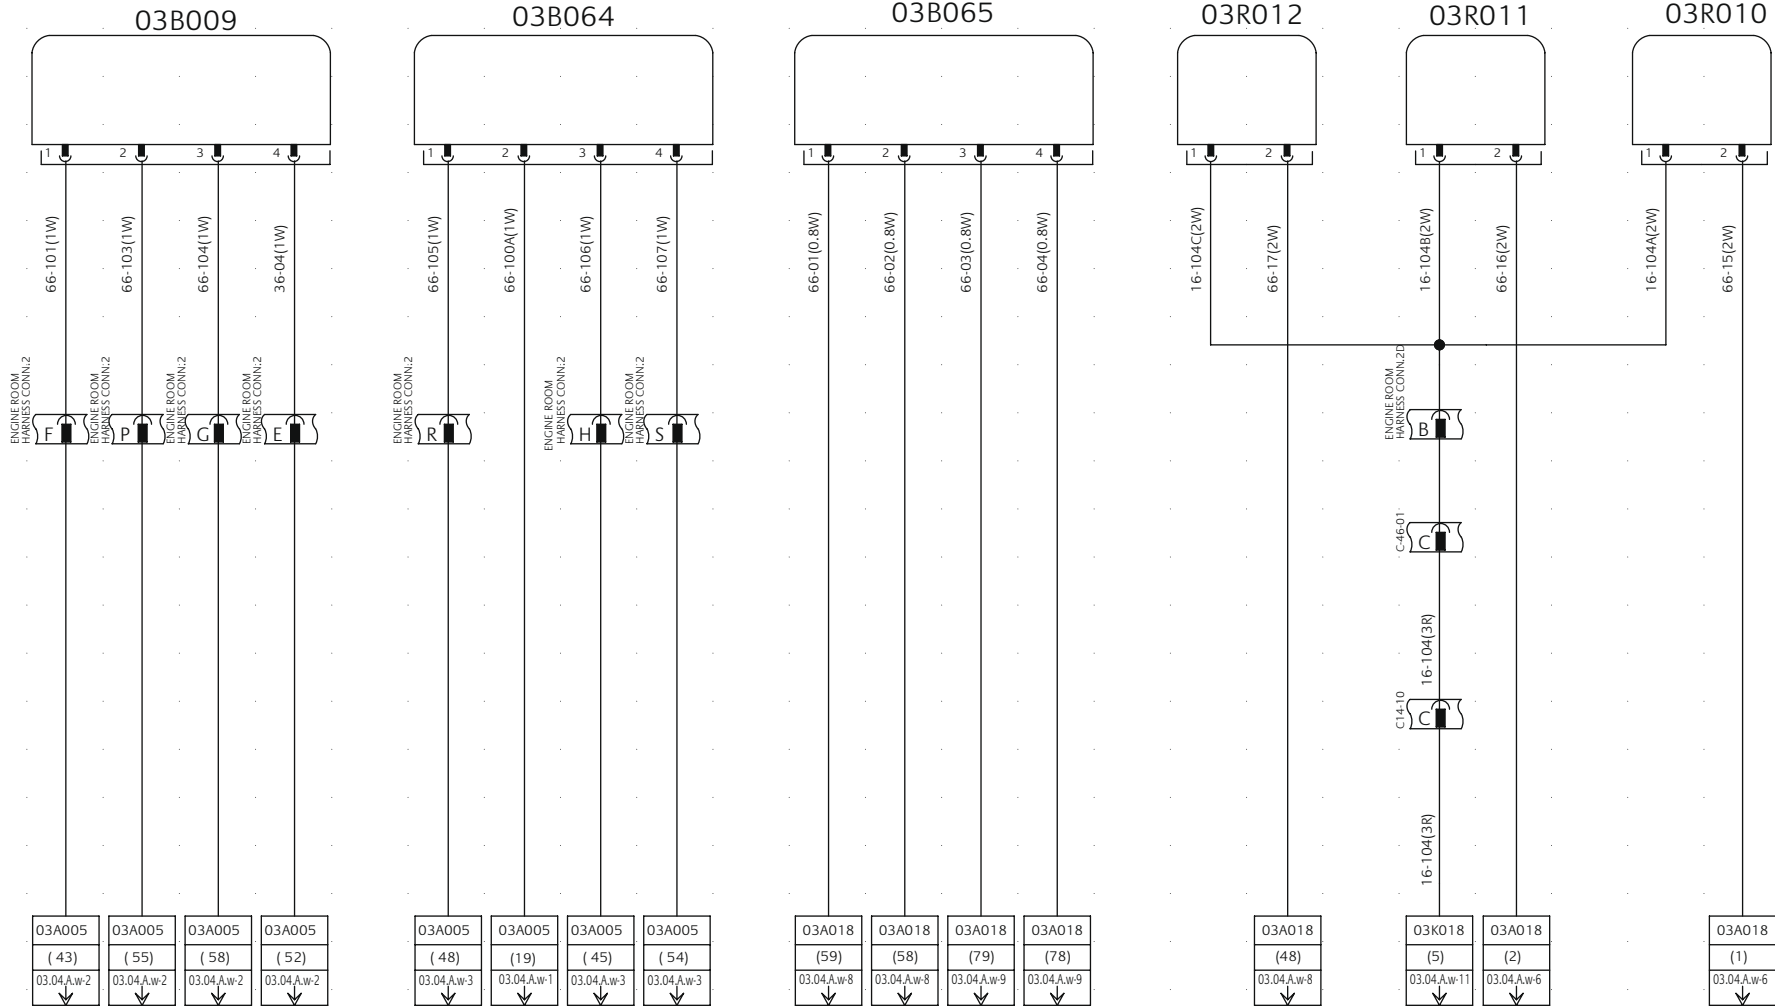 03B009
03B064
03B065
03R012
03R011
03R010
1 2 3 4
1 2 3 4
1 2 3 4
1 2
1 2
1 2
66-101(1W)
66-103(1W)
66-104(1W)
36-04(1W)
66-105(1W)
66-100A(1W)
66-106(1W)
66-107(1W)
66-01(0.8W)
66-02(0.8W)
66-03(0.8W)
66-04(0.8W)
16-104C(2W)
66-17(2W)
16-104B(2W)
66-16(2W)
16-104A(2W)
66-15(2W)
ENGINE ROOM
HARNESS CONN.2
F
ENGINE ROOM
HARNESS CONN.2
P
ENGINE ROOM
HARNESS CONN.2
G
ENGINE ROOM
HARNESS CONN.2
E
ENGINE ROOM
HARNESS CONN.2
R
ENGINE ROOM
HARNESS CONN.2
H
ENGINE ROOM
HARNESS CONN.2
S
ENGINE ROOM
HARNESS CONN.2D
B
C-46-01
C
16-104(3R)
C14-10
C
16-104(3R)
03A005
(43)
03.04.A.w-2
03A005
(55)
03.04.A.w-2
03A005
(58)
03.04.A.w-2
03A005
(52)
03.04.A.w-2
03A005
(48)
03.04.A.w-3
03A005
(19)
03.04.A.w-1
03A005
(45)
03.04.A.w-3
03A005
(54)
03.04.A.w-3
03A018
(59)
03.04.A.w-8
03A018
(58)
03.04.A.w-8
03A018
(79)
03.04.A.w-9
03A018
(78)
03.04.A.w-9
03A018
(48)
03.04.A.w-8
03K018
(5)
03.04.A.w-11
03A018
(2)
03.04.A.w-6
03A018
(1)
03.04.A.w-6